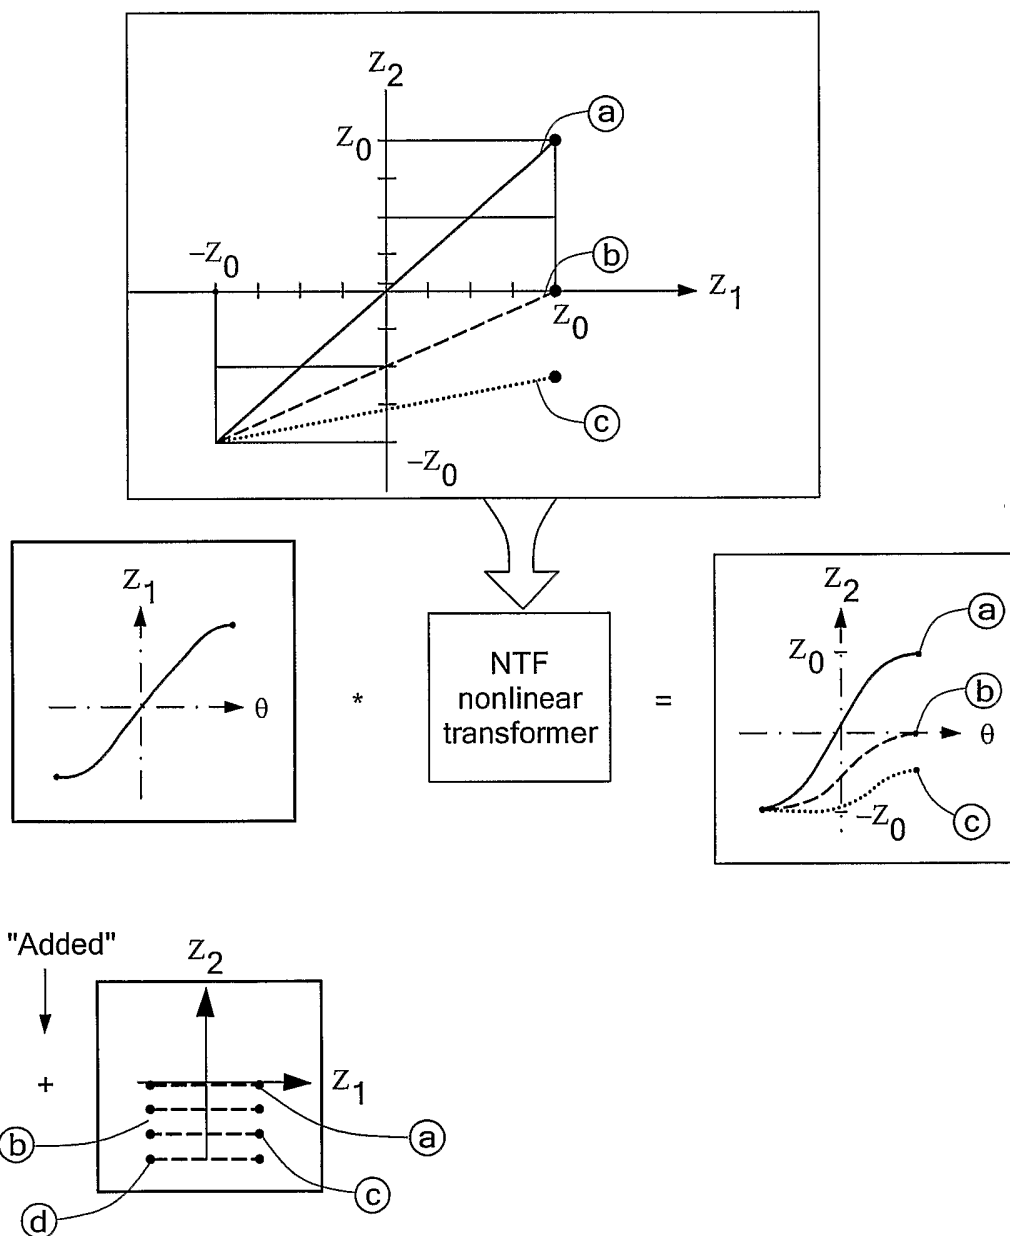 Z2
a
Z0
b
−Z0
Z1
Z0
c
−Z0
Z1
θ
*
NTF
nonlinear
transformer
=
Z2
a
Z0
b
θ
c
−Z0
"Added"
Z2
+
Z1
b
a
c
d